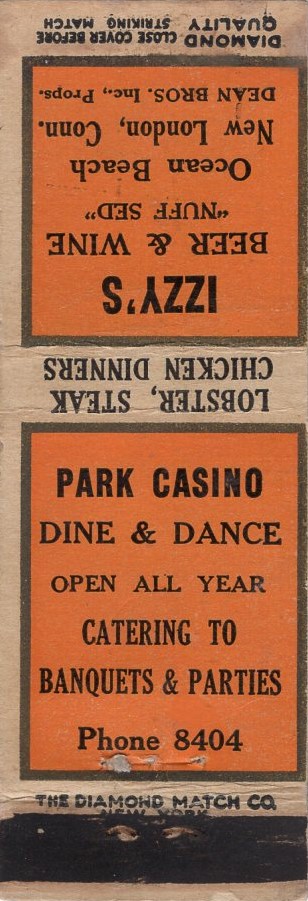 DIAMOND QUALITY
CLOSE COVER BEFORE STRIKING MATCH
IZZY'S
BEER & WINE
"NUFF SED"
Ocean Beach
New London, Conn.
DEAN BROS. Inc., Props.
LOBSTER, STEAK
CHICKEN DINNERS
PARK CASINO
DINE & DANCE
OPEN ALL YEAR
CATERING TO
BANQUETS & PARTIES
Phone 8404
THE DIAMOND MATCH CO.
NEW YORK